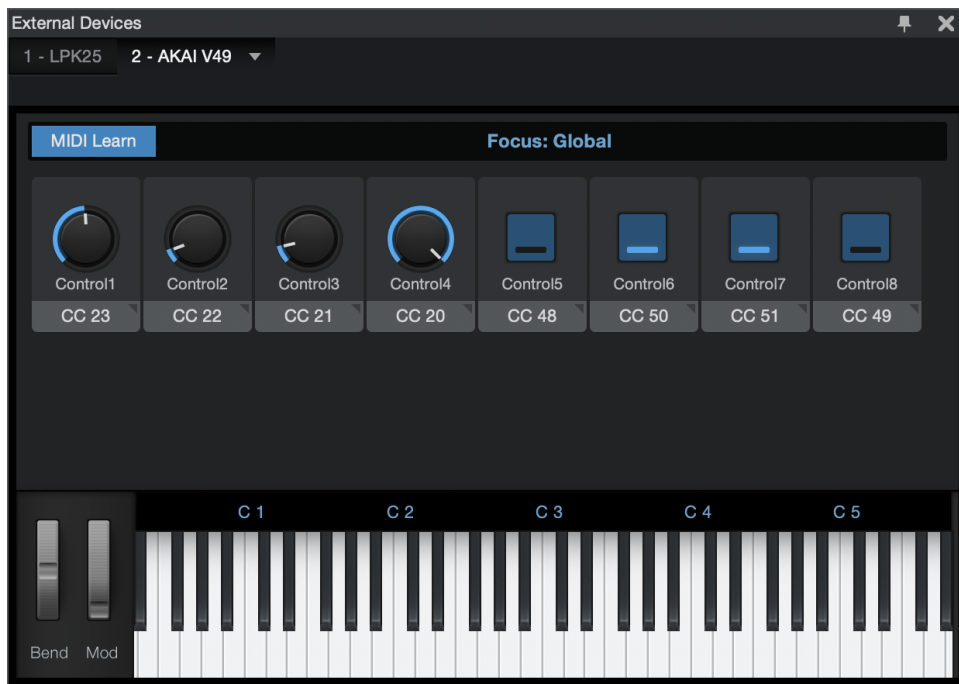 External Devices
1 - LPK25 2 - AKAI V49
MIDI Learn Focus: Global
Control1 Control2 Control3 Control4 Control5 Control6 Control7 Control8
CC 23 CC 22 CC 21 CC 20 CC 48 CC 50 CC 51 CC 49
C 1 C 2 C 3 C 4 C 5
Bend Mod